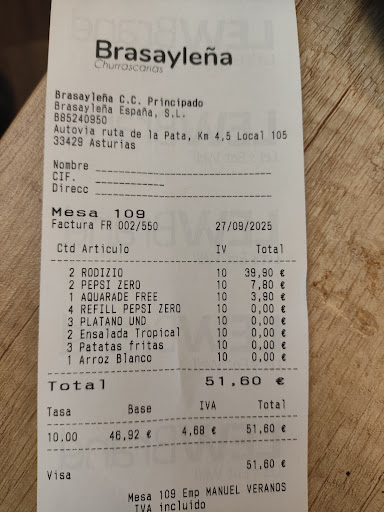 Brasayleña
Churrascarias
Brasayleña C.C. Principado
Brasayleña España, S.L.
B85240950
Autovia ruta de la Pata, Km 4,5 Local 105
33429 Asturias
Nombre
CIF.
Direcc
Mesa 109
Factura FR 002/550 27/09/2025
Ctd Articulo IV Total
2 RODIZIO 10 39,90 €
2 PEPSI ZERO 10 7,80 €
1 AQUARADE FREE 10 3,90 €
4 REFILL PEPSI ZERO 10 0,00 €
3 PLATANO UND 10 0,00 €
2 Ensalada Tropical 10 0,00 €
3 Patatas fritas 10 0,00 €
1 Arroz Blanco 10 0,00 €
Total 51,60 €
Tasa Base IVA Total
10.00 46,92 € 4,68 € 51,60 €
Visa 51,60 €
Mesa 109 Emp MANUEL VERANOS
IVA incluido